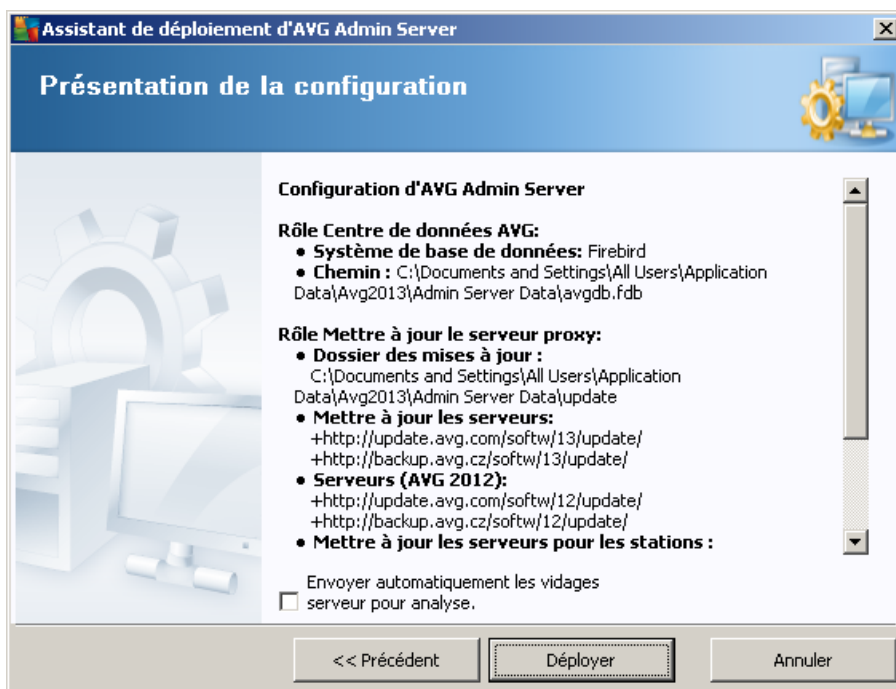 Assistant de déploiement d'AVG Admin Server
Présentation de la configuration
Configuration d'AVG Admin Server
Rôle Centre de données AVG:
• Système de base de données: Firebird
• Chemin : C:\Documents and Settings\All Users\Application
Data\Avg2013\Admin Server Data\avgdb.fdb
Rôle Mettre à jour le serveur proxy:
• Dossier des mises à jour :
C:\Documents and Settings\All Users\Application
Data\Avg2013\Admin Server Data\update
• Mettre à jour les serveurs:
+http://update.avg.com/softw/13/update/
+http://backup.avg.cz/softw/13/update/
• Serveurs (AVG 2012):
+http://update.avg.com/softw/12/update/
+http://backup.avg.cz/softw/12/update/
• Mettre à jour les serveurs pour les stations :
Envoyer automatiquement les vidages
serveur pour analyse.
<< Précédent
Déployer
Annuler